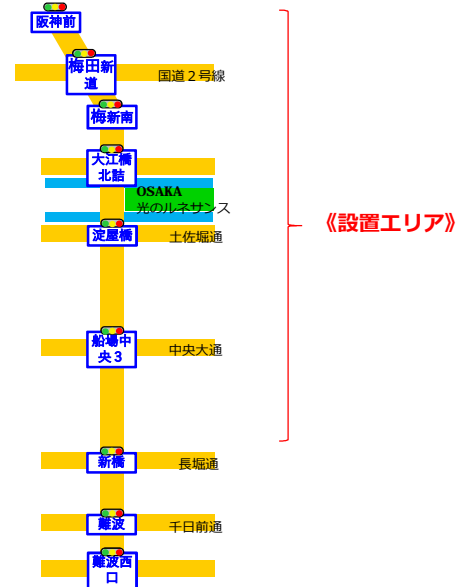 阪神前
梅田新
道
国道２号線
梅新南
大江橋
北詰
OSAKA
光のルネサンス
《設置エリア》
淀屋橋
土佐堀通
船場中
央３
中央大通
新橋
長堀通
難波
千日前通
難波西
口